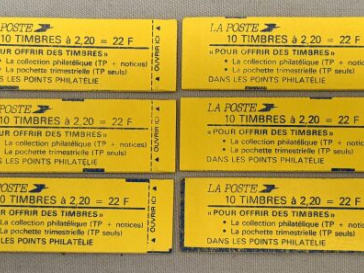 LA POSTE
10 TIMBRES à 2,20 = 22 F
POUR OFFRIR DES TIMBRES»
• La collection philatélique (TP + notices)
• La pochette trimestrielle (TP seuls)
DANS LES POINTS PHILATÉLIE
OUVRIR ICI
LA POSTE
10 TIMBRES à 2,20 = 22 F
«POUR OFFRIR DES TIMBRES»
• La collection philatélique (TP + notices)
• La pochette trimestrielle (TP seuls)
DANS LES POINTS PHILATÉLIE
LA POSTE
10 TIMBRES à 2,20 = 22 F
POUR OFFRIR DES TIMBRES»
La collection philatélique (TP + notices)
La pochette trimestrielle (TP seuls)
S LES POINTS PHILATÉLIE
OUVRIR ICI
LA POSTE
10 TIMBRES à 2,20 = 22 F
«POUR OFFRIR DES TIMBRES»
• La collection philatélique (TP + notices)
• La pochette trimestrielle (TP seuls)
DANS LES POINTS PHILATÉLIE
LA POSTE
TIMBRES à 2,20 = 22 F
OFFRIR DES TIMBRES»
La collection philatélique (TP + notices)
La pochette trimestrielle (TP seuls)
LES POINTS PHILATÉLIE
OUVRIR ICI
LA POSTE
10 TIMBRES à 2,20 = 22 F
«POUR OFFRIR DES TIMBRES»
• La collection philatélique (TP + notices)
• La pochette trimestrielle (TP seuls)
DANS LES POINTS PHILATÉLIE